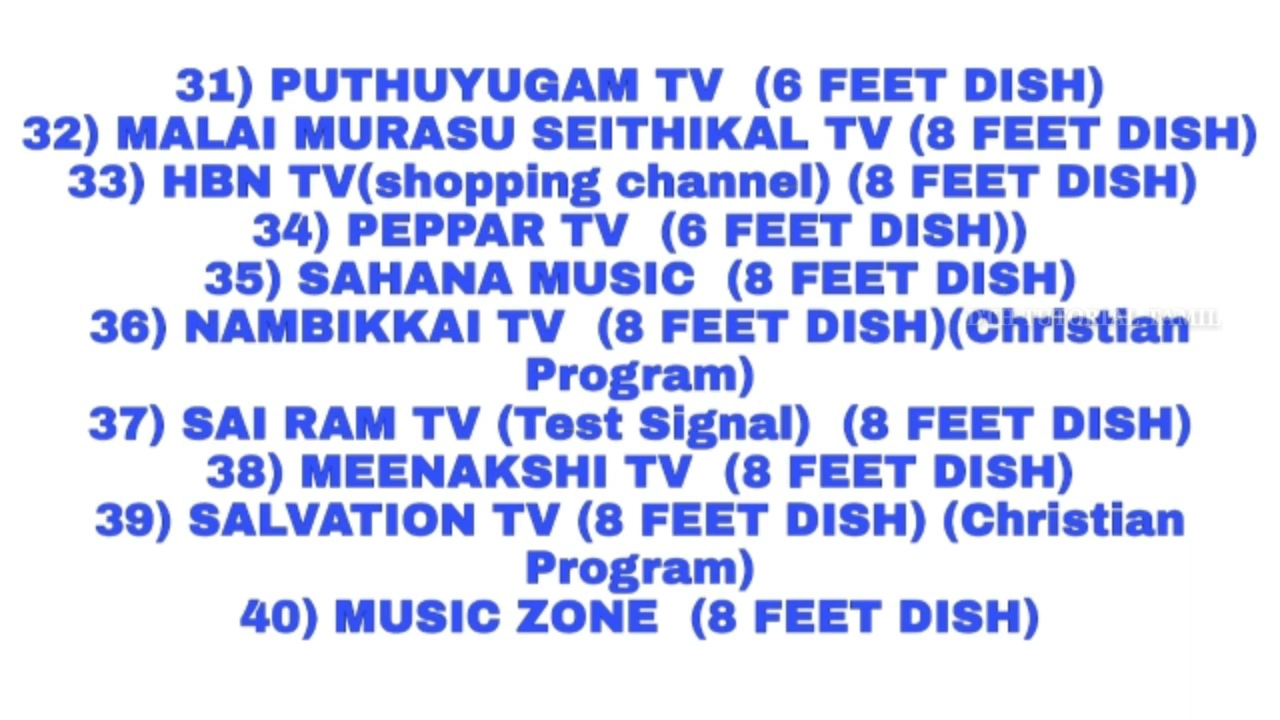 31) PUTHUYUGAM TV (6 FEET DISH)
32) MALAI MURASU SEITHIKAL TV (8 FEET DISH)
33) HBN TV(shopping channel) (8 FEET DISH)
34) PEPPAR TV (6 FEET DISH))
35) SAHANA MUSIC (8 FEET DISH)
36) NAMBIKKAI TV (8 FEET DISH)(Christian
Program)
DTH TUTORIAL TAMIL
37) SAI RAM TV (Test Signal) (8 FEET DISH)
38) MEENAKSHI TV (8 FEET DISH)
39) SALVATION TV (8 FEET DISH) (Christian
Program)
40) MUSIC ZONE (8 FEET DISH)